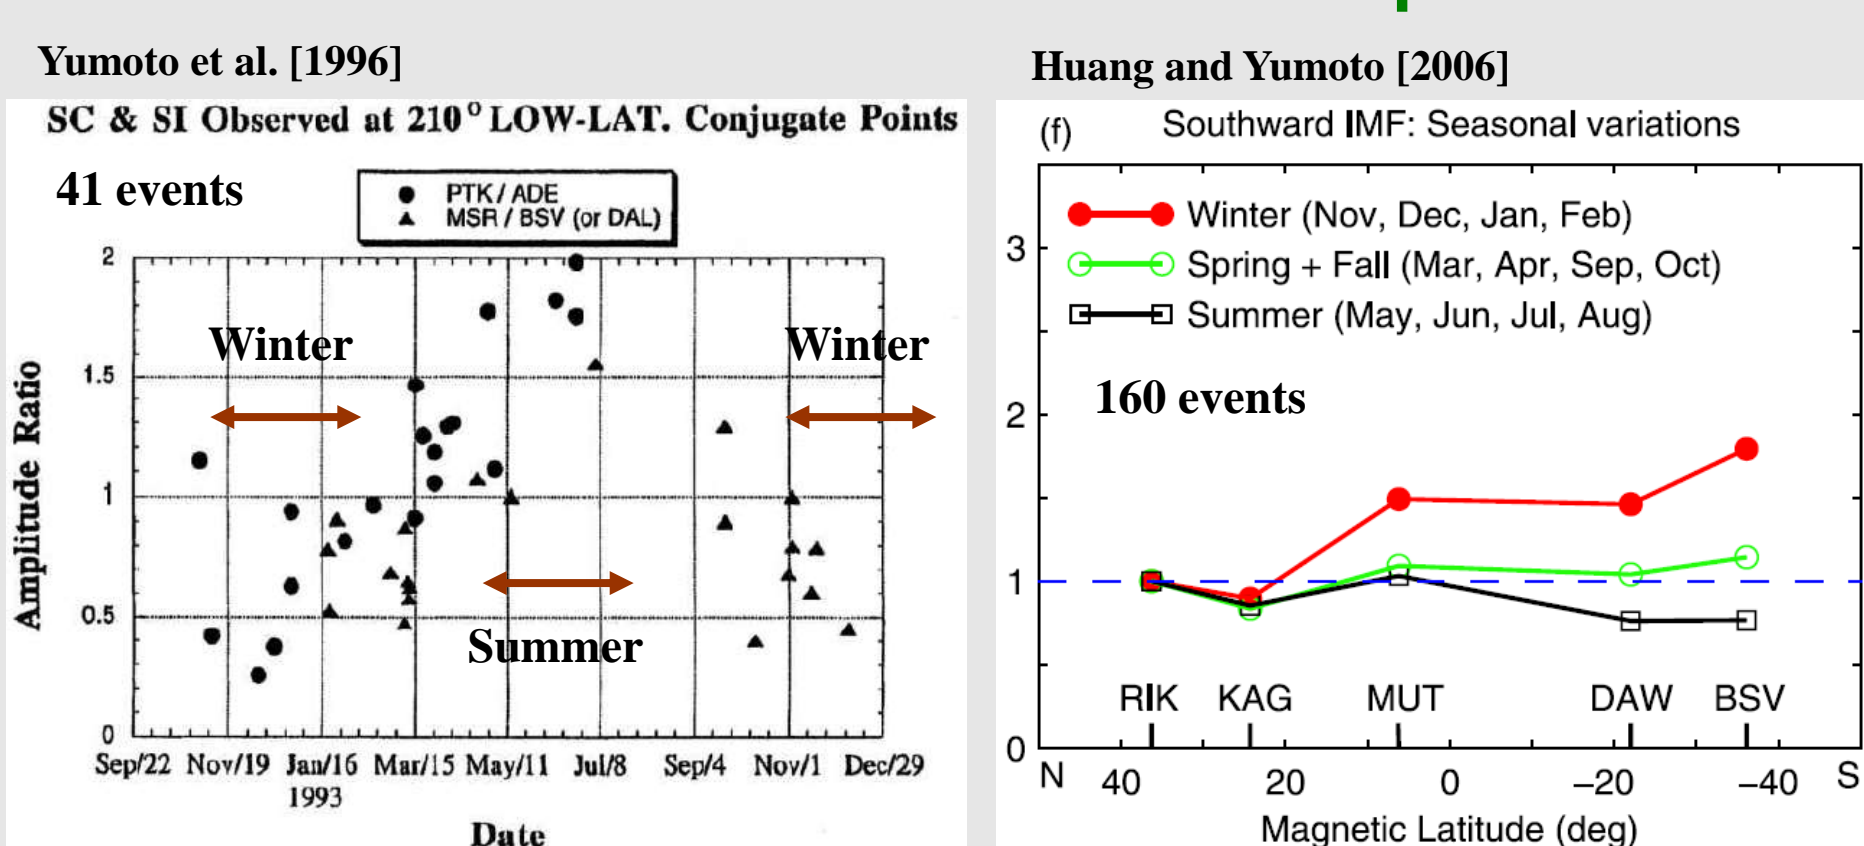 Yumoto et al. [1996]
SC & SI Observed at 210° LOW-LAT. Conjugate Points
41 events
PTK / ADE
MSR / BSV (or DAL)
2
1.5
1
0.5
0
Amplitude Ratio
Winter
Winter
Summer
Sep/22 Nov/19 Jan/16 Mar/15 May/11 Jul/8 Sep/4 Nov/1 Dec/29
1993
Date
Huang and Yumoto [2006]
(f) Southward IMF: Seasonal variations
Winter (Nov, Dec, Jan, Feb)
Spring + Fall (Mar, Apr, Sep, Oct)
Summer (May, Jun, Jul, Aug)
160 events
3
2
1
0
RIK KAG MUT DAW BSV
N 40 20 0 −20 −40 S
Magnetic Latitude (deg)